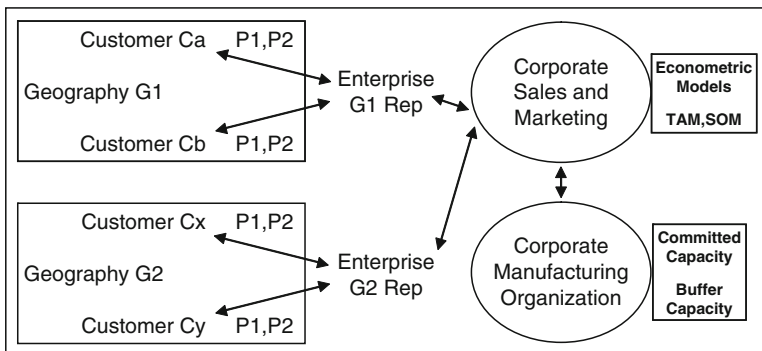 Customer Ca P1,P2
Geography G1
Customer Cb P1,P2
Enterprise
G1 Rep
Corporate
Sales and
Marketing
Econometric
Models
TAM,SOM
Customer Cx P1,P2
Geography G2
Customer Cy P1,P2
Enterprise
G2 Rep
Corporate
Manufacturing
Organization
Committed
Capacity
Buffer
Capacity